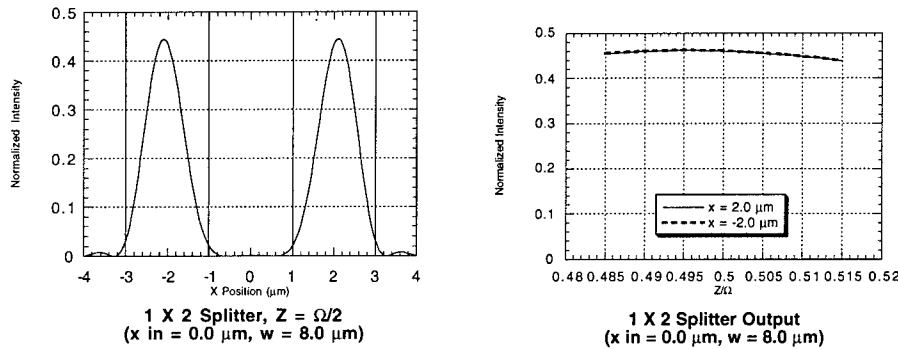 Normalized Intensity
0.5
0.4
0.3
0.2
0.1
0
-4 -3 -2 -1 0 1 2 3 4
X Position (μm)
1 X 2 Splitter, Z = Ω/2
(x in = 0.0 μm, w = 8.0 μm)
Normalized Intensity
0.5
0.4
0.3
0.2
0.1
0
x = 2.0 μm
x = -2.0 μm
0.48 0.485 0.49 0.495 0.5 0.505 0.51 0.515 0.52
Z/Ω
1 X 2 Splitter Output
(x in = 0.0 μm, w = 8.0 μm)